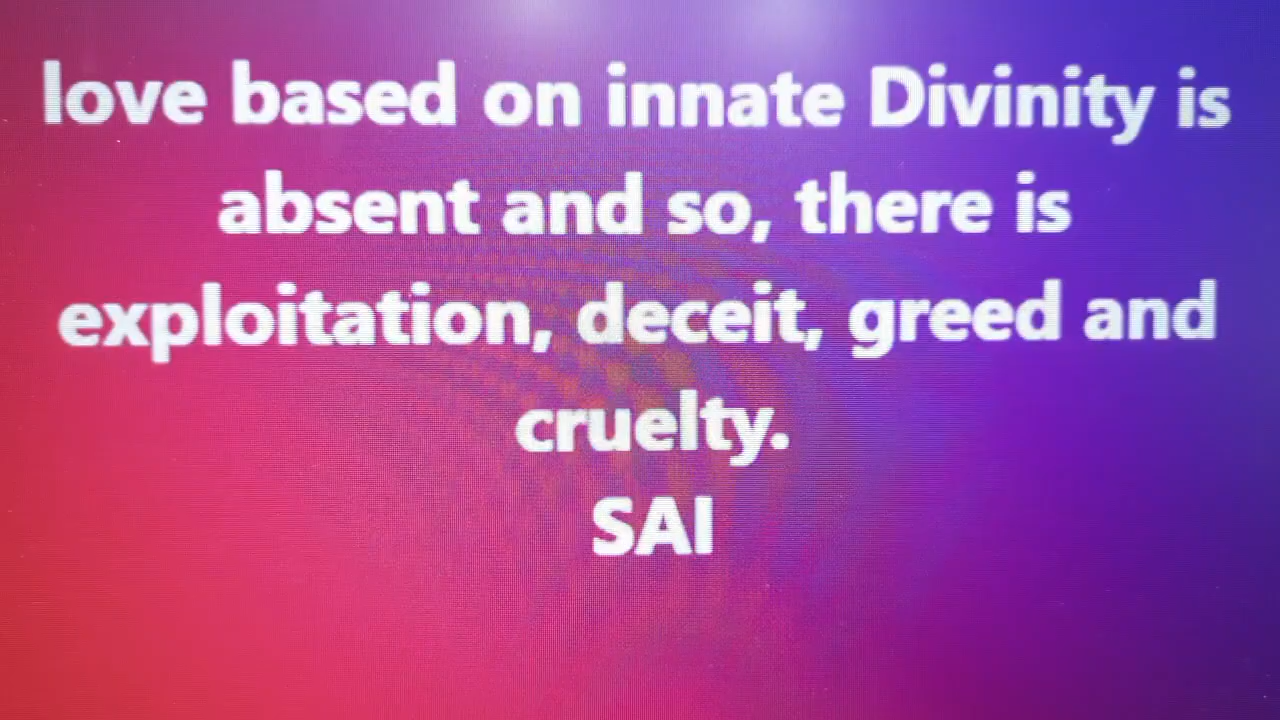 love based on innate Divinity is
absent and so, there is
exploitation, deceit, greed and
cruelty.
SAI